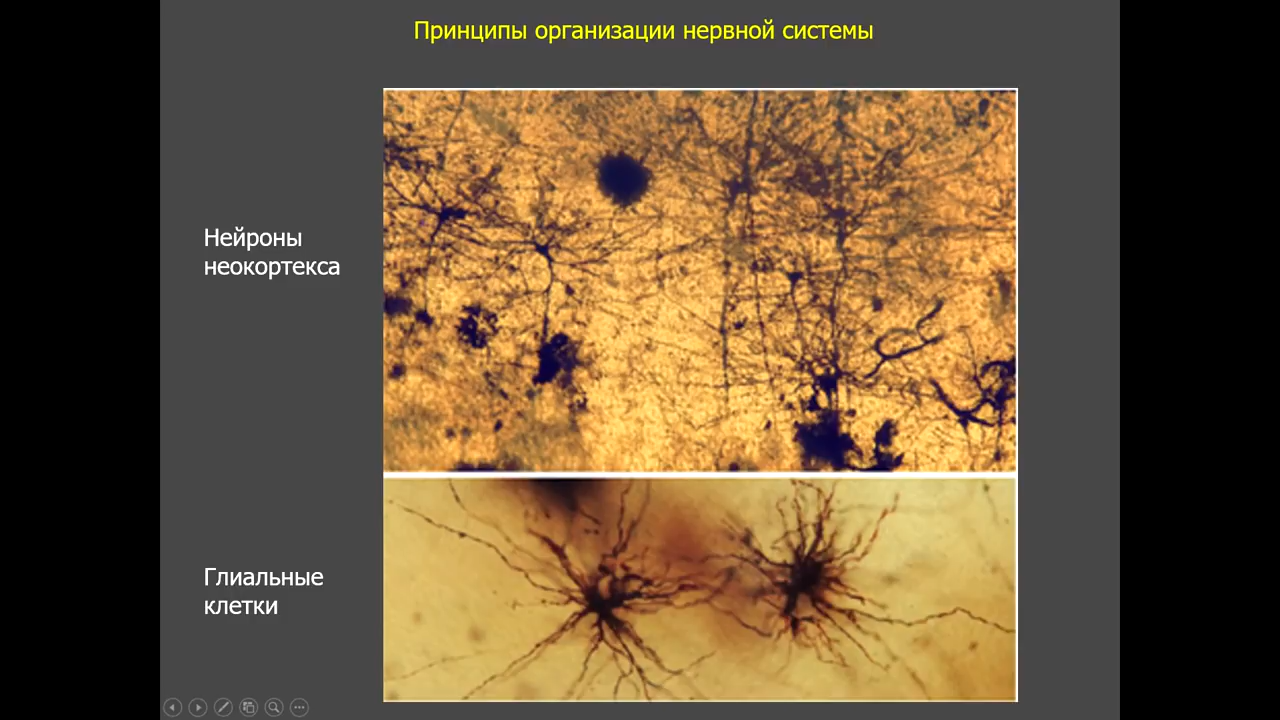 Принципы организации нервной системы
Нейроны
неокортекса
Глиальные
клетки